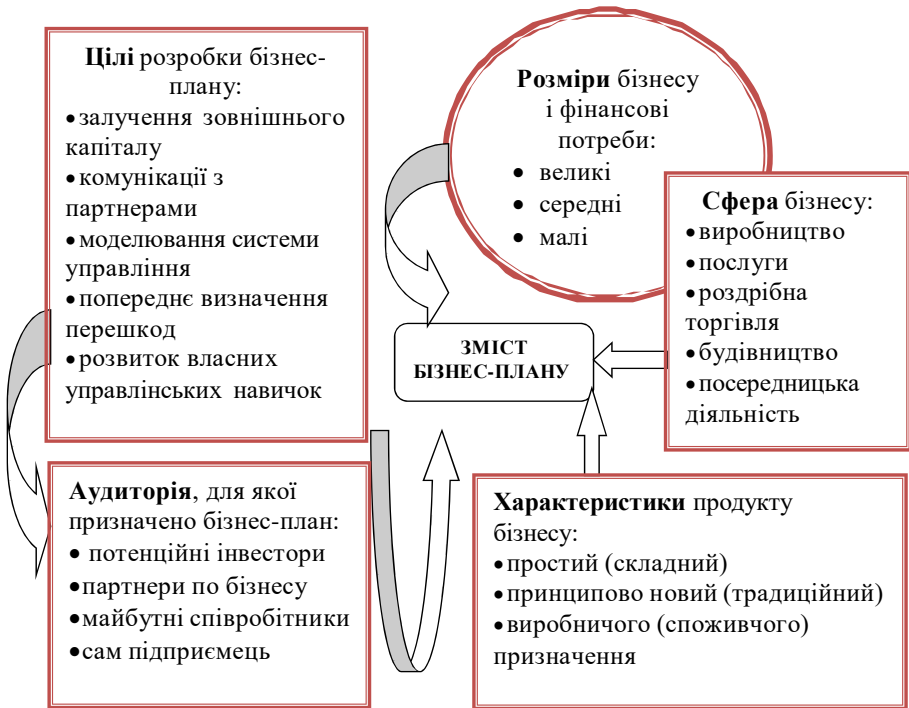 Цілі розробки бізнес-
плану:
•залучення зовнішнього
капіталу
•комунікації з
партнерами
•моделювання системи
управління
•попереднє визначення
перешкод
•розвиток власних
управлінських навичок
Розміри бізнесу
і фінансові
потреби:
• великі
• середні
• малі
Сфера бізнесу:
•виробництво
•послуги
•роздрібна
торгівля
•будівництво
•посередницька
діяльність
ЗМІСТ
БІЗНЕС-ПЛАНУ
Аудиторія, для якої
призначено бізнес-план:
• потенційні інвестори
•партнери по бізнесу
•майбутні співробітники
•сам підприємець
Характеристики продукту
бізнесу:
•простий (складний)
•принципово новий (традиційний)
•виробничого (споживчого)
призначення